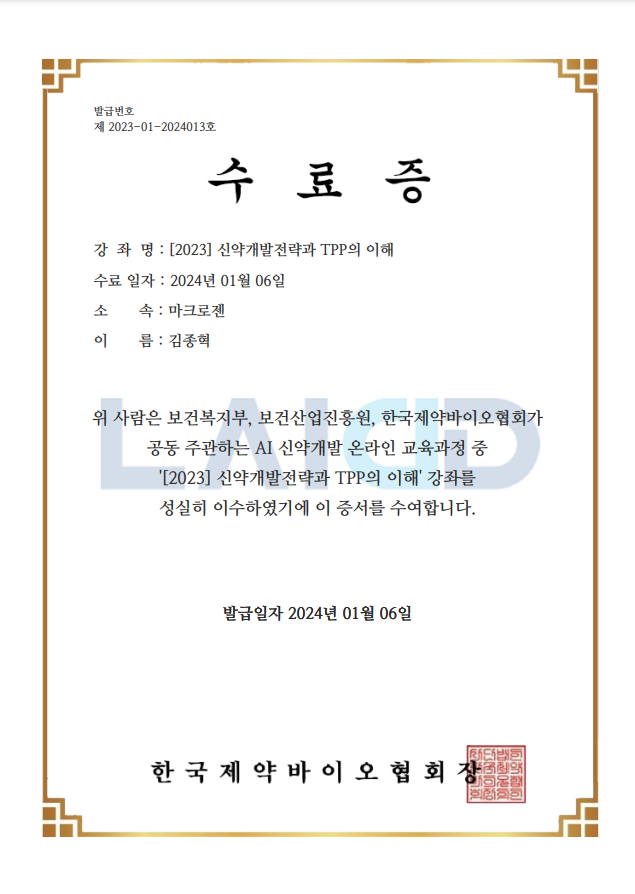 발급번호
제 2023-01-2024013호
수 료 증
강 좌 명 : [2023] 신약개발전략과 TPP의 이해
수료 일자 : 2024년 01월 06일
소 속 : 마크로젠
이 름 : 김종혁
LAIDD
위 사람은 보건복지부, 보건산업진흥원, 한국제약바이오협회가
공동 주관하는 AI 신약개발 온라인 교육과정 중
'[2023] 신약개발전략과 TPP의 이해' 강좌를
성실히 이수하였기에 이 증서를 수여합니다.
발급일자 2024년 01월 06일
한국제약바이오협회장